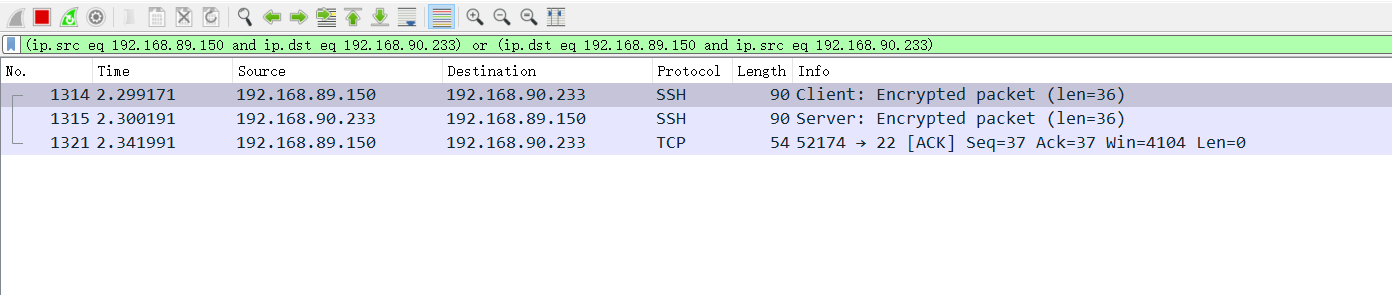 (ip.src eq 192.168.89.150 and ip.dst eq 192.168.90.233) or (ip.dst eq 192.168.89.150 and ip.src eq 192.168.90.233)
No. Time Source Destination Protocol Length Info
1314 2.299171 192.168.89.150 192.168.90.233 SSH 90 Client: Encrypted packet (len=36)
1315 2.300191 192.168.90.233 192.168.89.150 SSH 90 Server: Encrypted packet (len=36)
1321 2.341991 192.168.89.150 192.168.90.233 TCP 54 52174 → 22 [ACK] Seq=37 Ack=37 Win=4104 Len=0